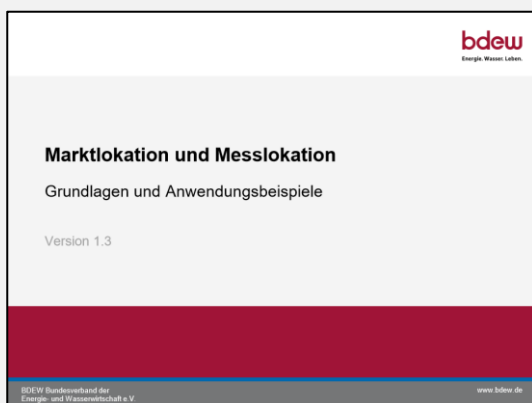 bdew
Energie. Wasser. Leben.
Marktlokation und Messlokation
Grundlagen und Anwendungsbeispiele
Version 1.3
BDEW Bundesverband der
Energie- und Wasserwirtschaft e.V.
www.bdew.de